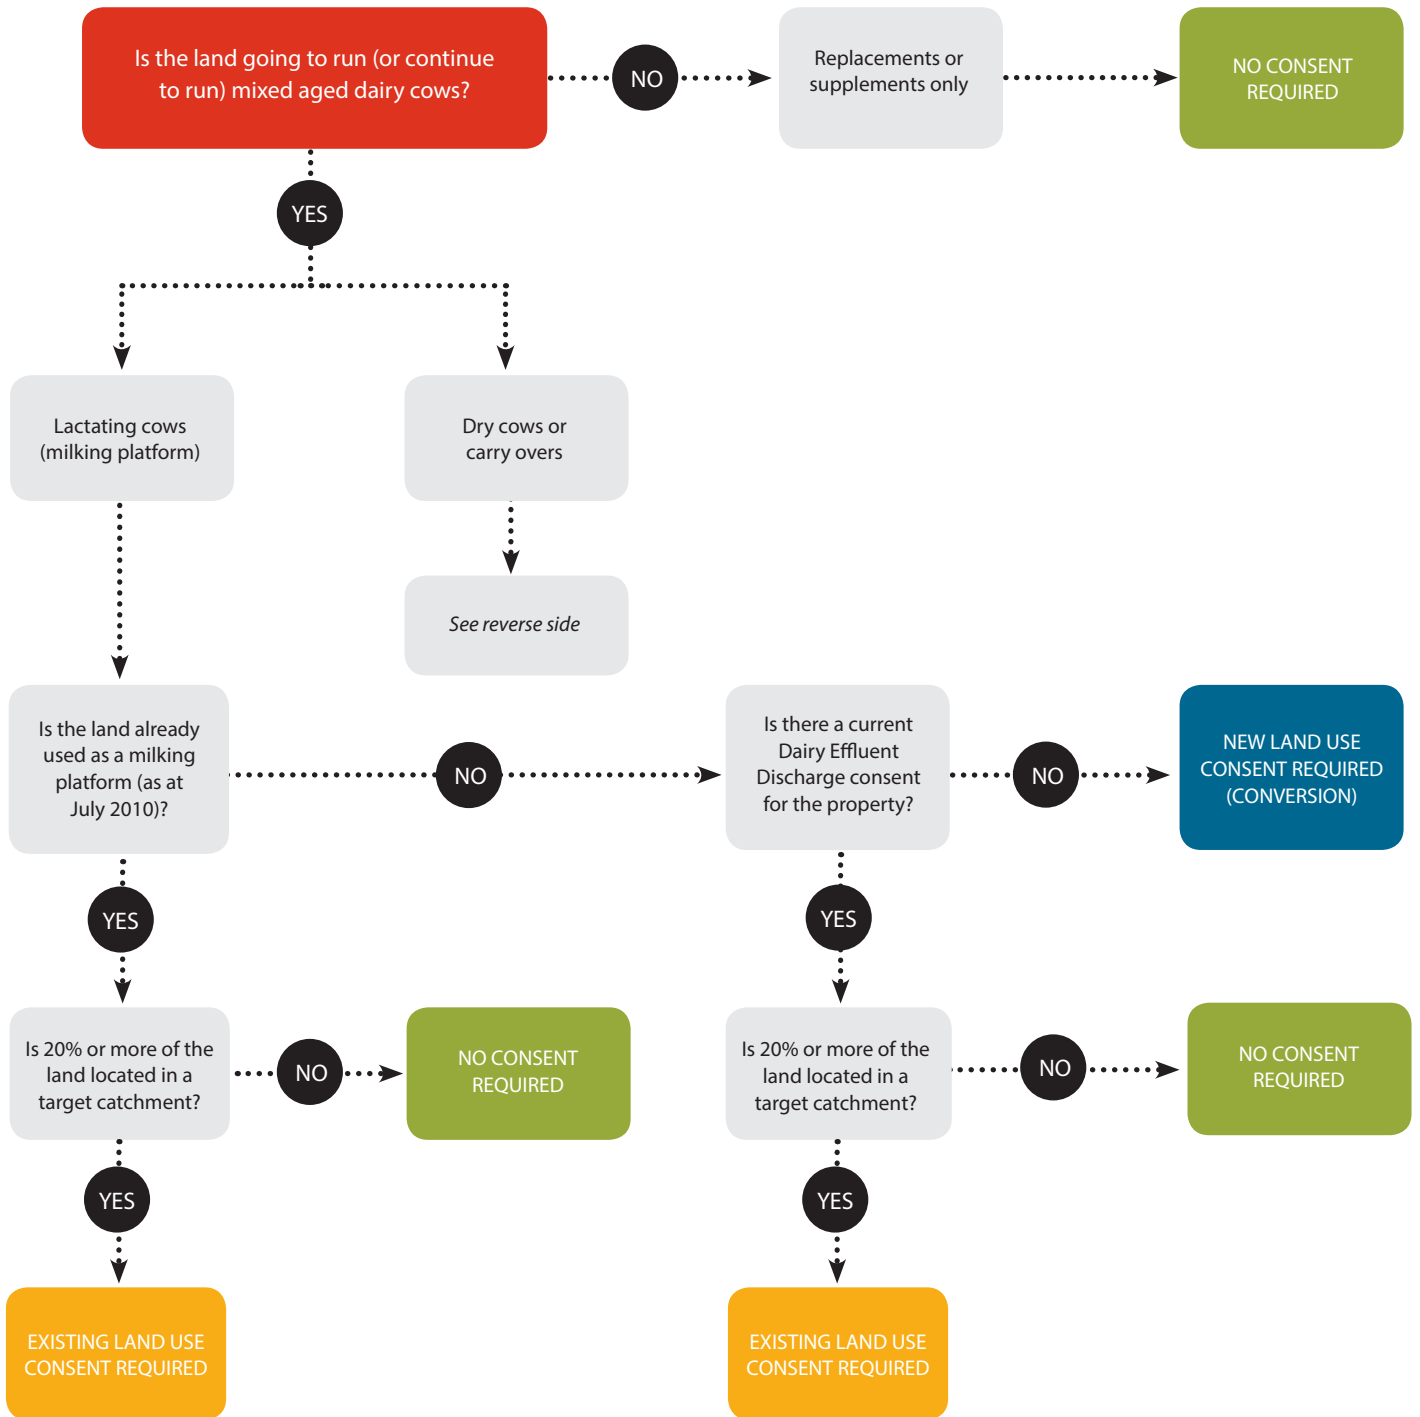 Is the land going to run (or continue
to run) mixed aged dairy cows?
NO
Replacements or
supplements only
NO CONSENT
REQUIRED
YES
Lactating cows
(milking platform)
Dry cows or
carry overs
See reverse side
Is the land already
used as a milking
platform (as at
July 2010)?
NO
Is there a current
Dairy Effluent
Discharge consent
for the property?
NO
NEW LAND USE
CONSENT REQUIRED
(CONVERSION)
YES
YES
Is 20% or more of the
land located in a
target catchment?
NO
NO CONSENT
REQUIRED
Is 20% or more of the
land located in a
target catchment?
NO
NO CONSENT
REQUIRED
YES
YES
EXISTING LAND USE
CONSENT REQUIRED
EXISTING LAND USE
CONSENT REQUIRED